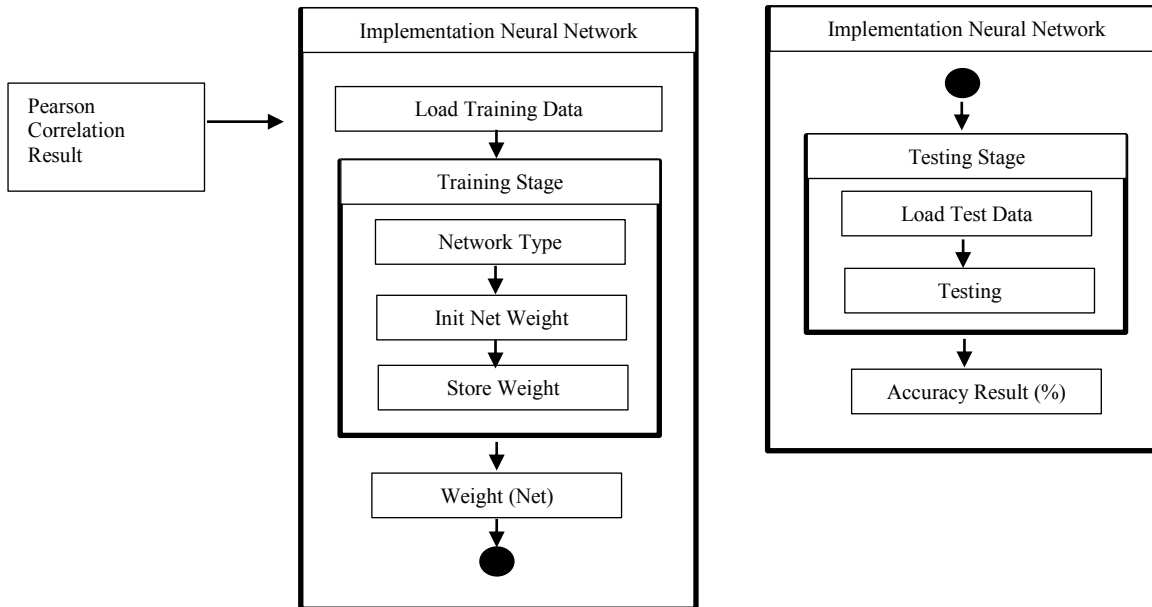 Pearson
Correlation
Result
Implementation Neural Network
Load Training Data
Training Stage
Network Type
Init Net Weight
Store Weight
Weight (Net)
Implementation Neural Network
Testing Stage
Load Test Data
Testing
Accuracy Result (%)